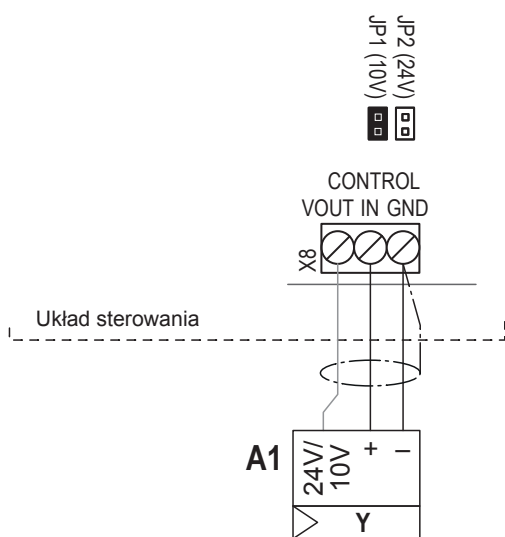 JP1 (10V)
JP2 (24V)
CONTROL
VOUT IN GND
X8
Układ sterowania
A1
24V/
10V
+
–
Y